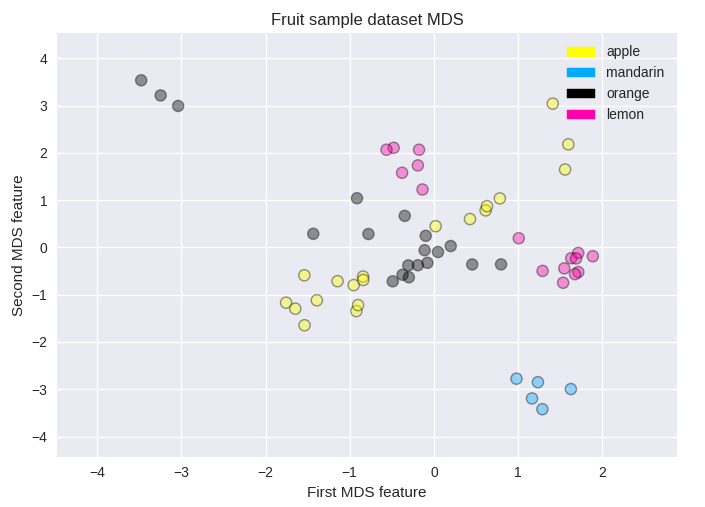 Fruit sample dataset MDS
apple
mandarin
orange
lemon
4
3
2
1
0
−1
−2
−3
−4
Second MDS feature
−4 −3 −2 −1 0 1 2
First MDS feature